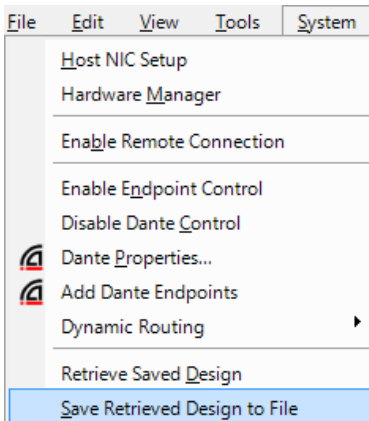 File Edit View Tools System
Host NIC Setup
Hardware Manager
Enable Remote Connection
Enable Endpoint Control
Disable Dante Control
Dante Properties...
Add Dante Endpoints
Dynamic Routing
Retrieve Saved Design
Save Retrieved Design to File